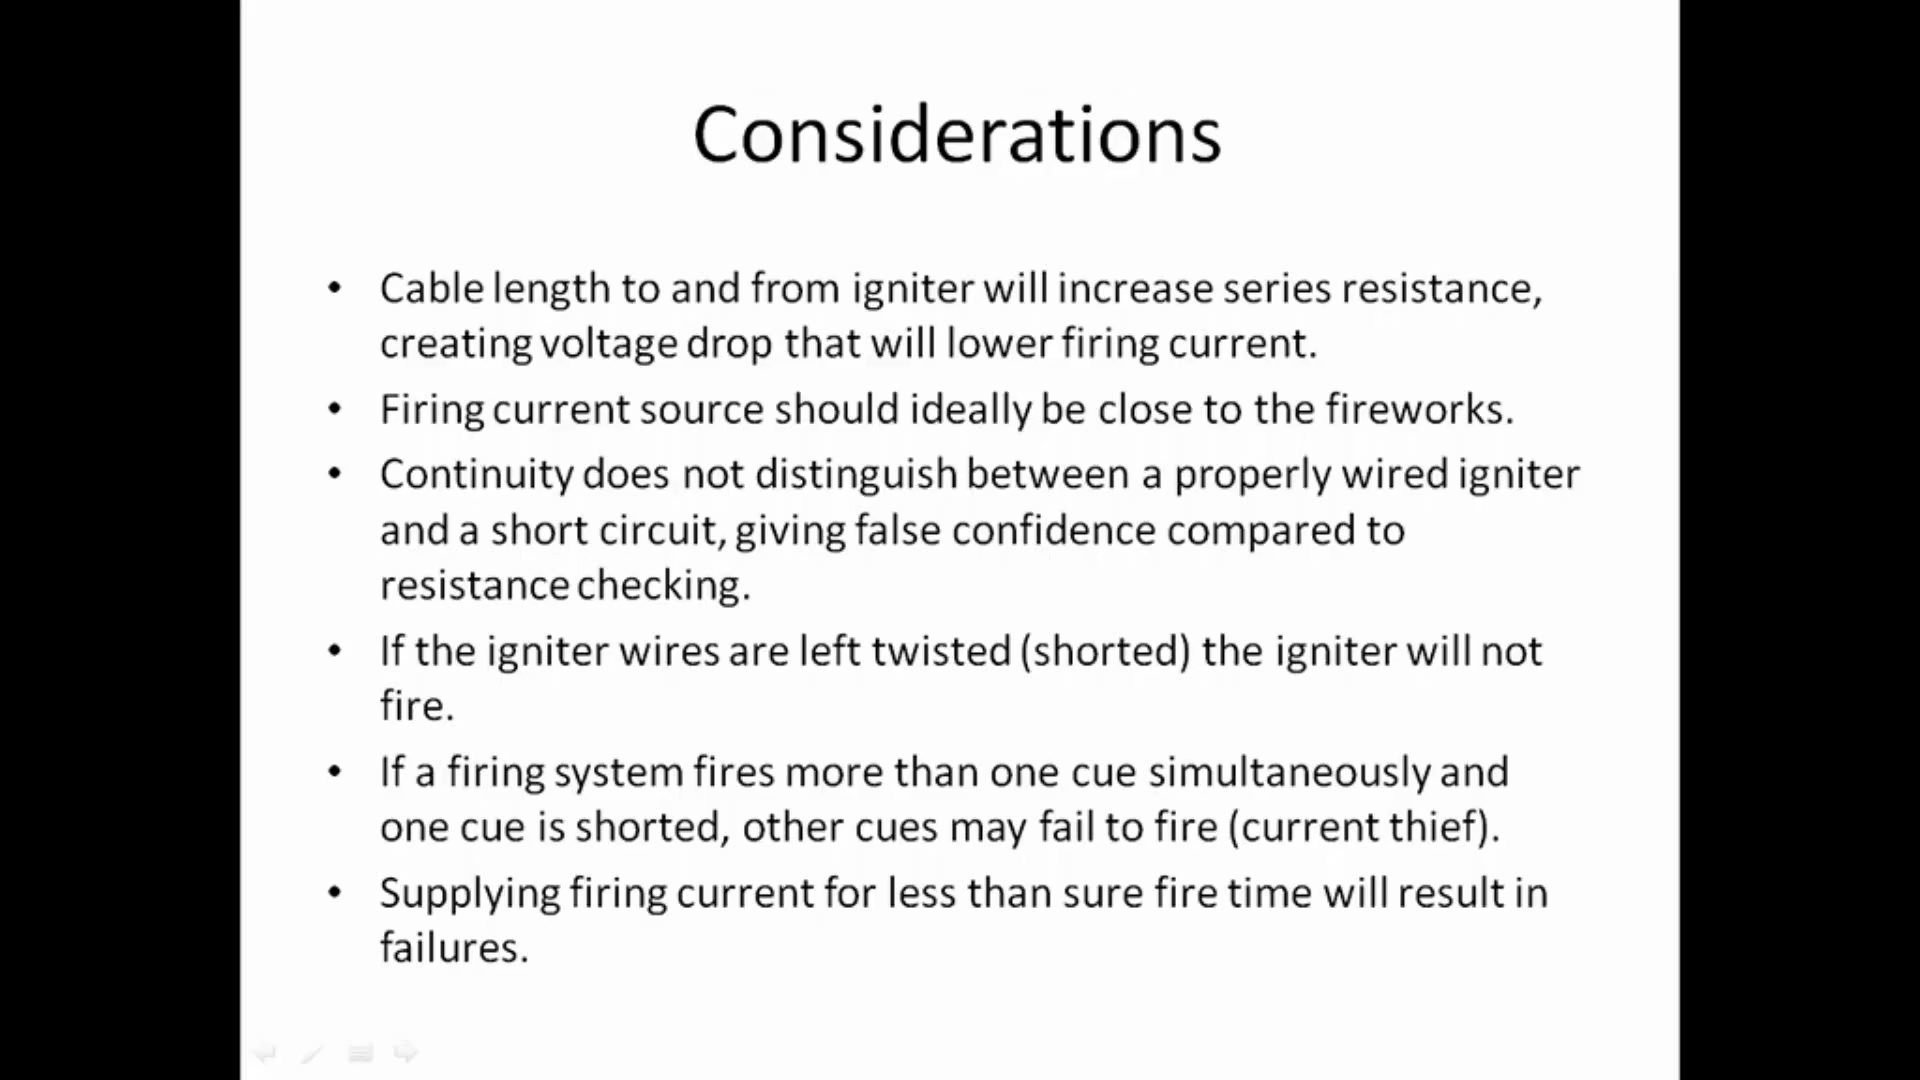 Considerations
• Cable length to and from igniter will increase series resistance,
creating voltage drop that will lower firing current.
• Firing current source should ideally be close to the fireworks.
• Continuity does not distinguish between a properly wired igniter
and a short circuit, giving false confidence compared to
resistance checking.
• If the igniter wires are left twisted (shorted) the igniter will not
fire.
• If a firing system fires more than one cue simultaneously and
one cue is shorted, other cues may fail to fire (current thief).
• Supplying firing current for less than sure fire time will result in
failures.